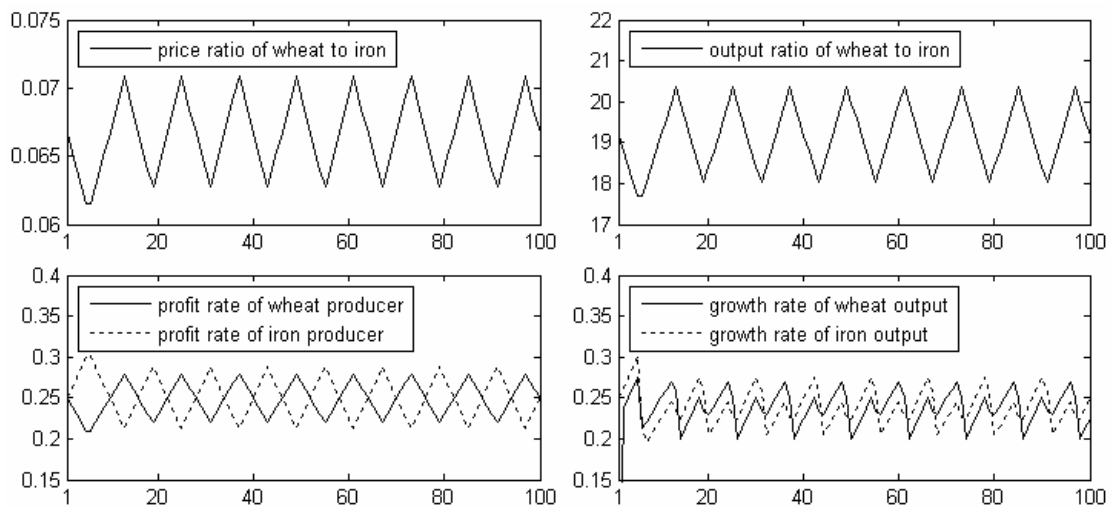 0.075
0.07
0.065
0.06
price ratio of wheat to iron
1 20 40 60 80 100
22
21
20
19
18
17
output ratio of wheat to iron
1 20 40 60 80 100
0.4
0.35
0.3
0.25
0.2
0.15
profit rate of wheat producer
profit rate of iron producer
1 20 40 60 80 100
0.4
0.35
0.3
0.25
0.2
0.15
growth rate of wheat output
growth rate of iron output
1 20 40 60 80 100